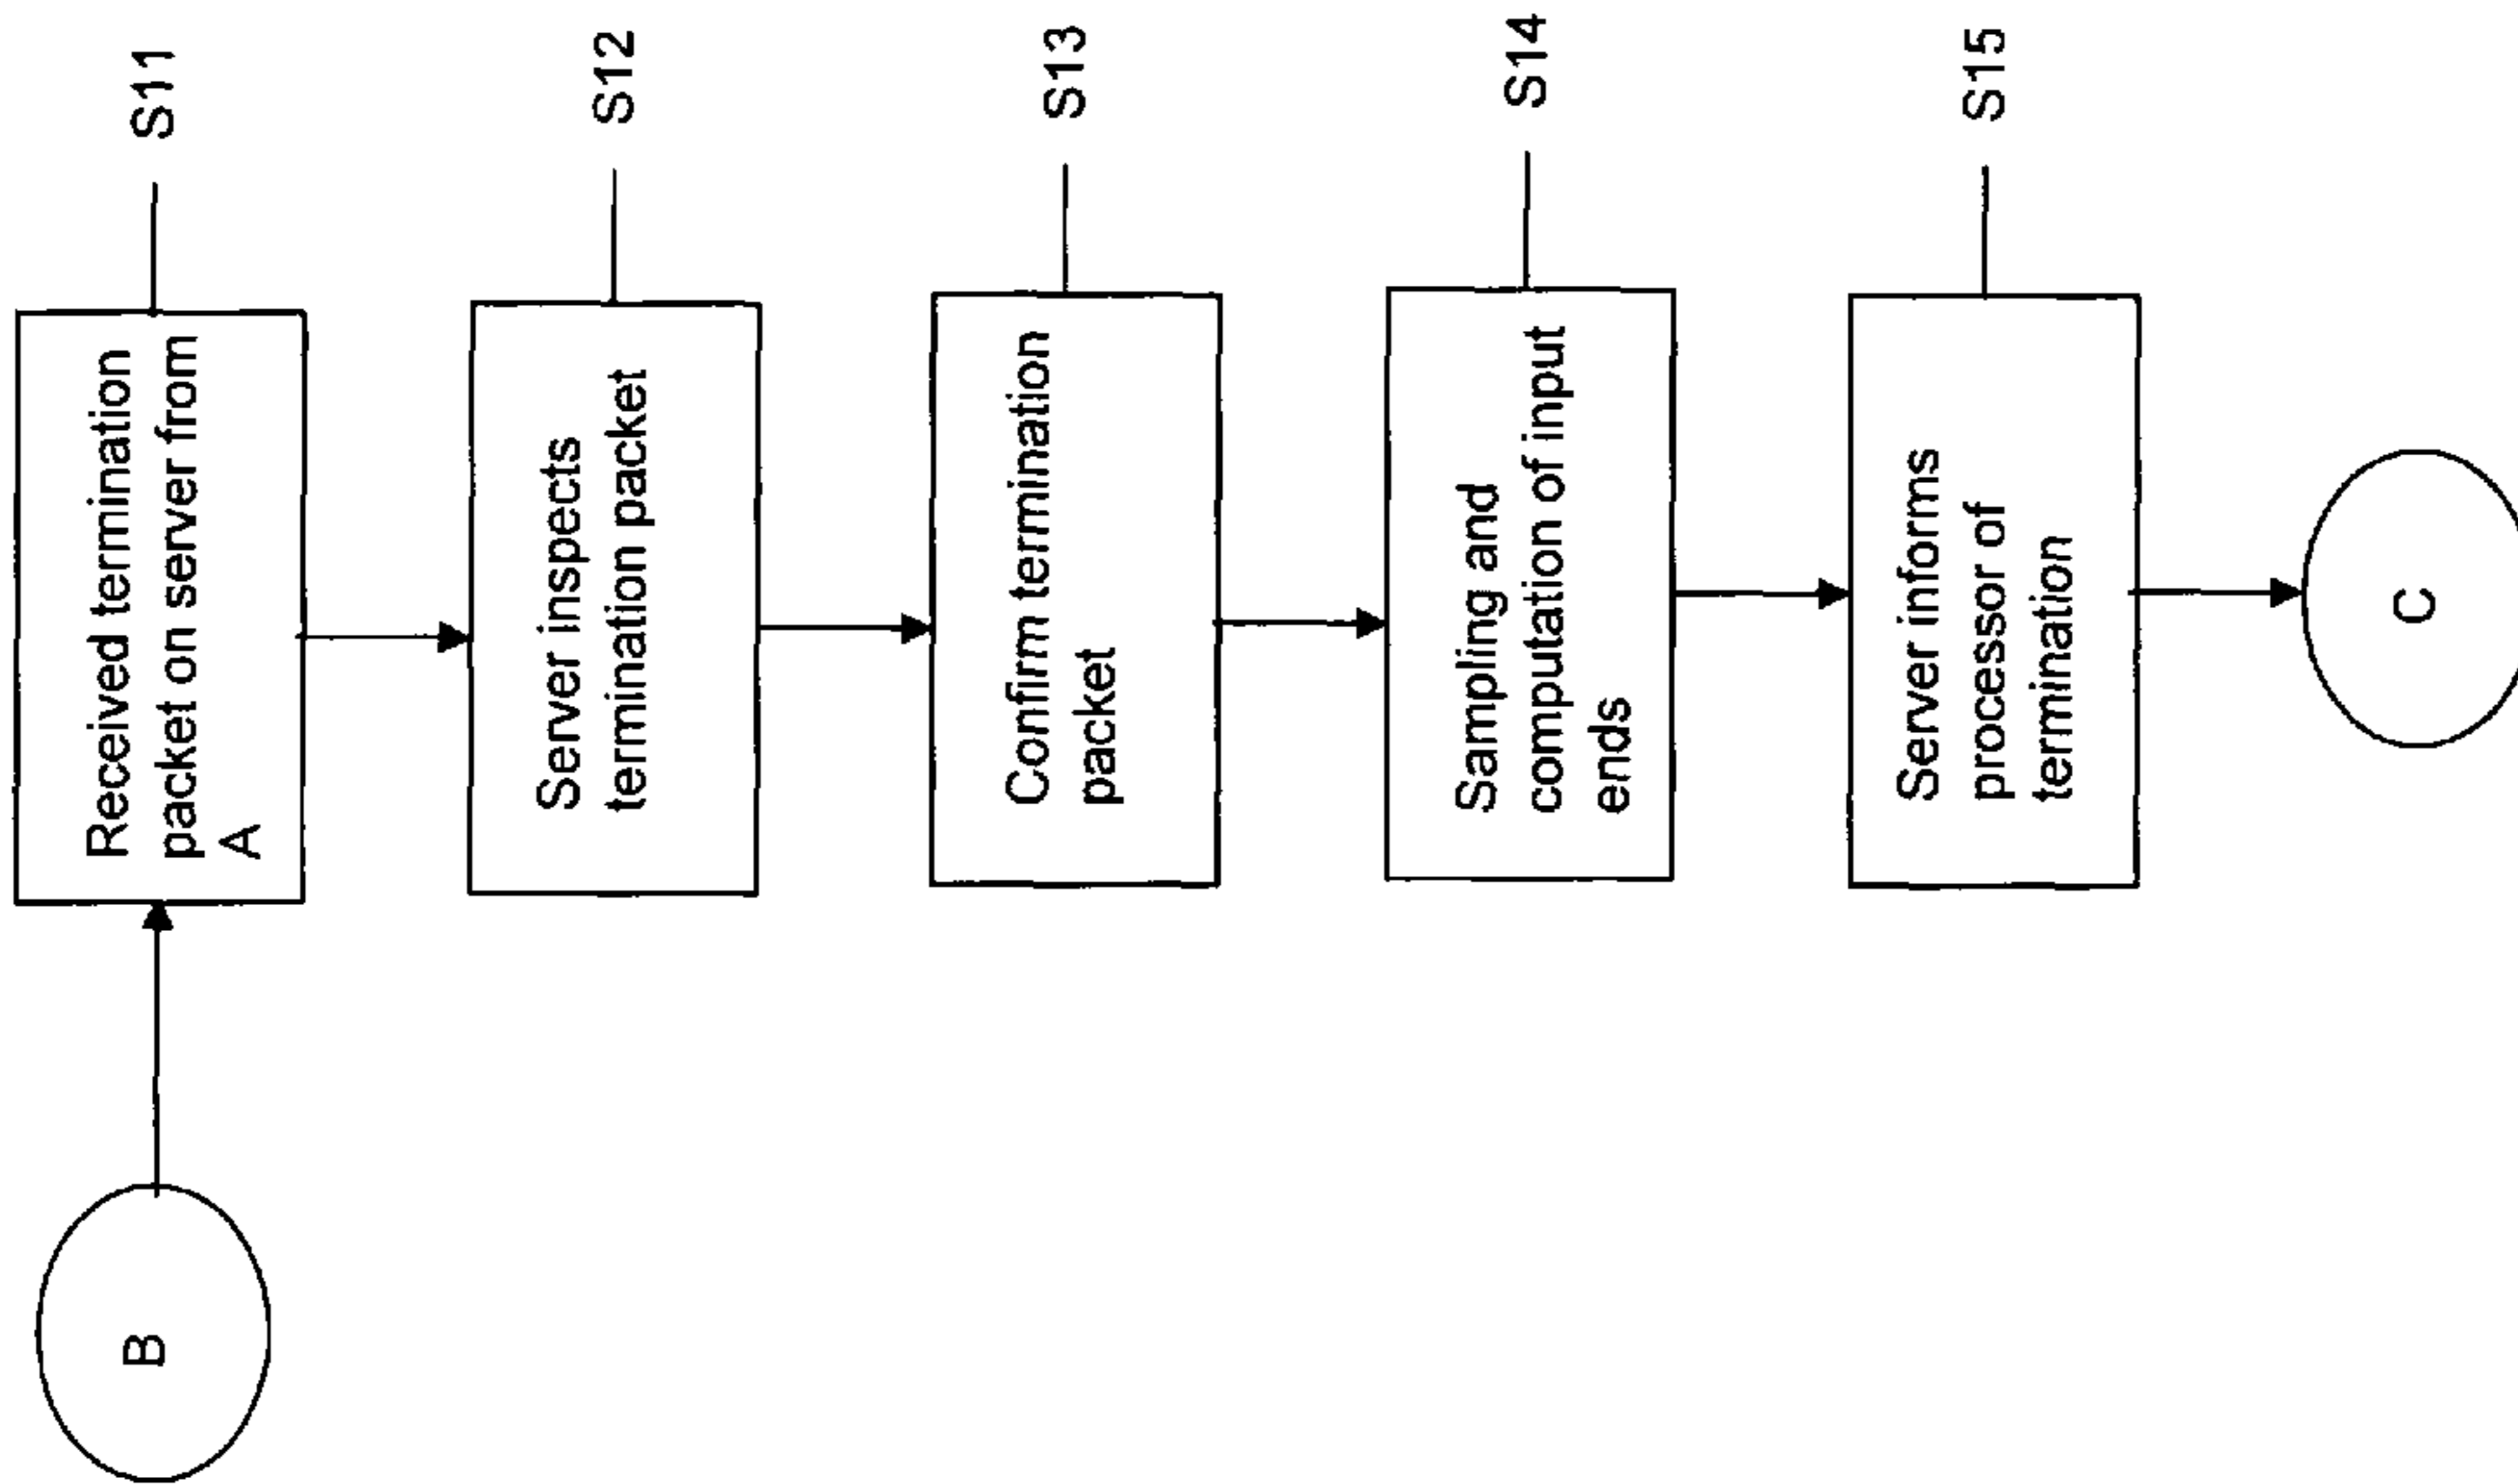 B
Received termination
packet on server from
A
S11
Server inspects
termination packet
S12
Confirm termination
packet
S13
Sampling and
computation of input
ends
S14
Server informs
processor of
termination
S15
C